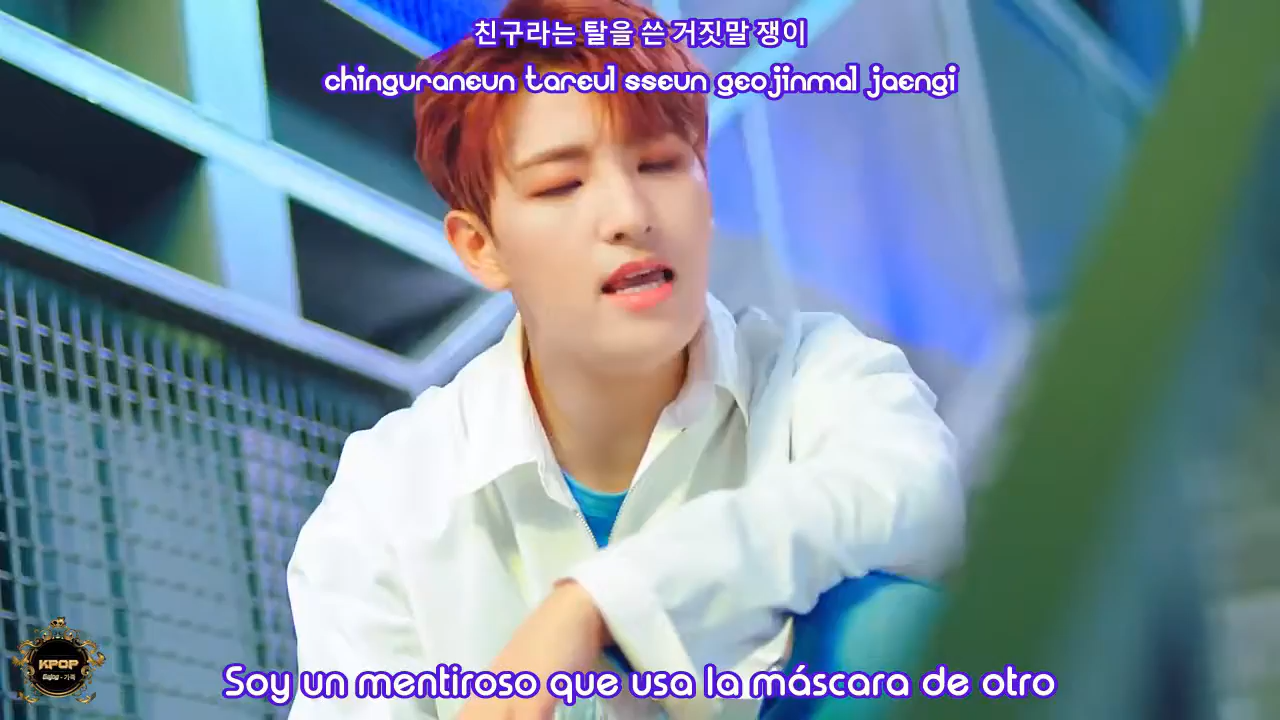 친구라는 탈을 쓴 거짓말 쟁이
chinguraneun tareul sseun geojinmal jaengi
KPOP
Soy un mentiroso que usa la máscara de otro